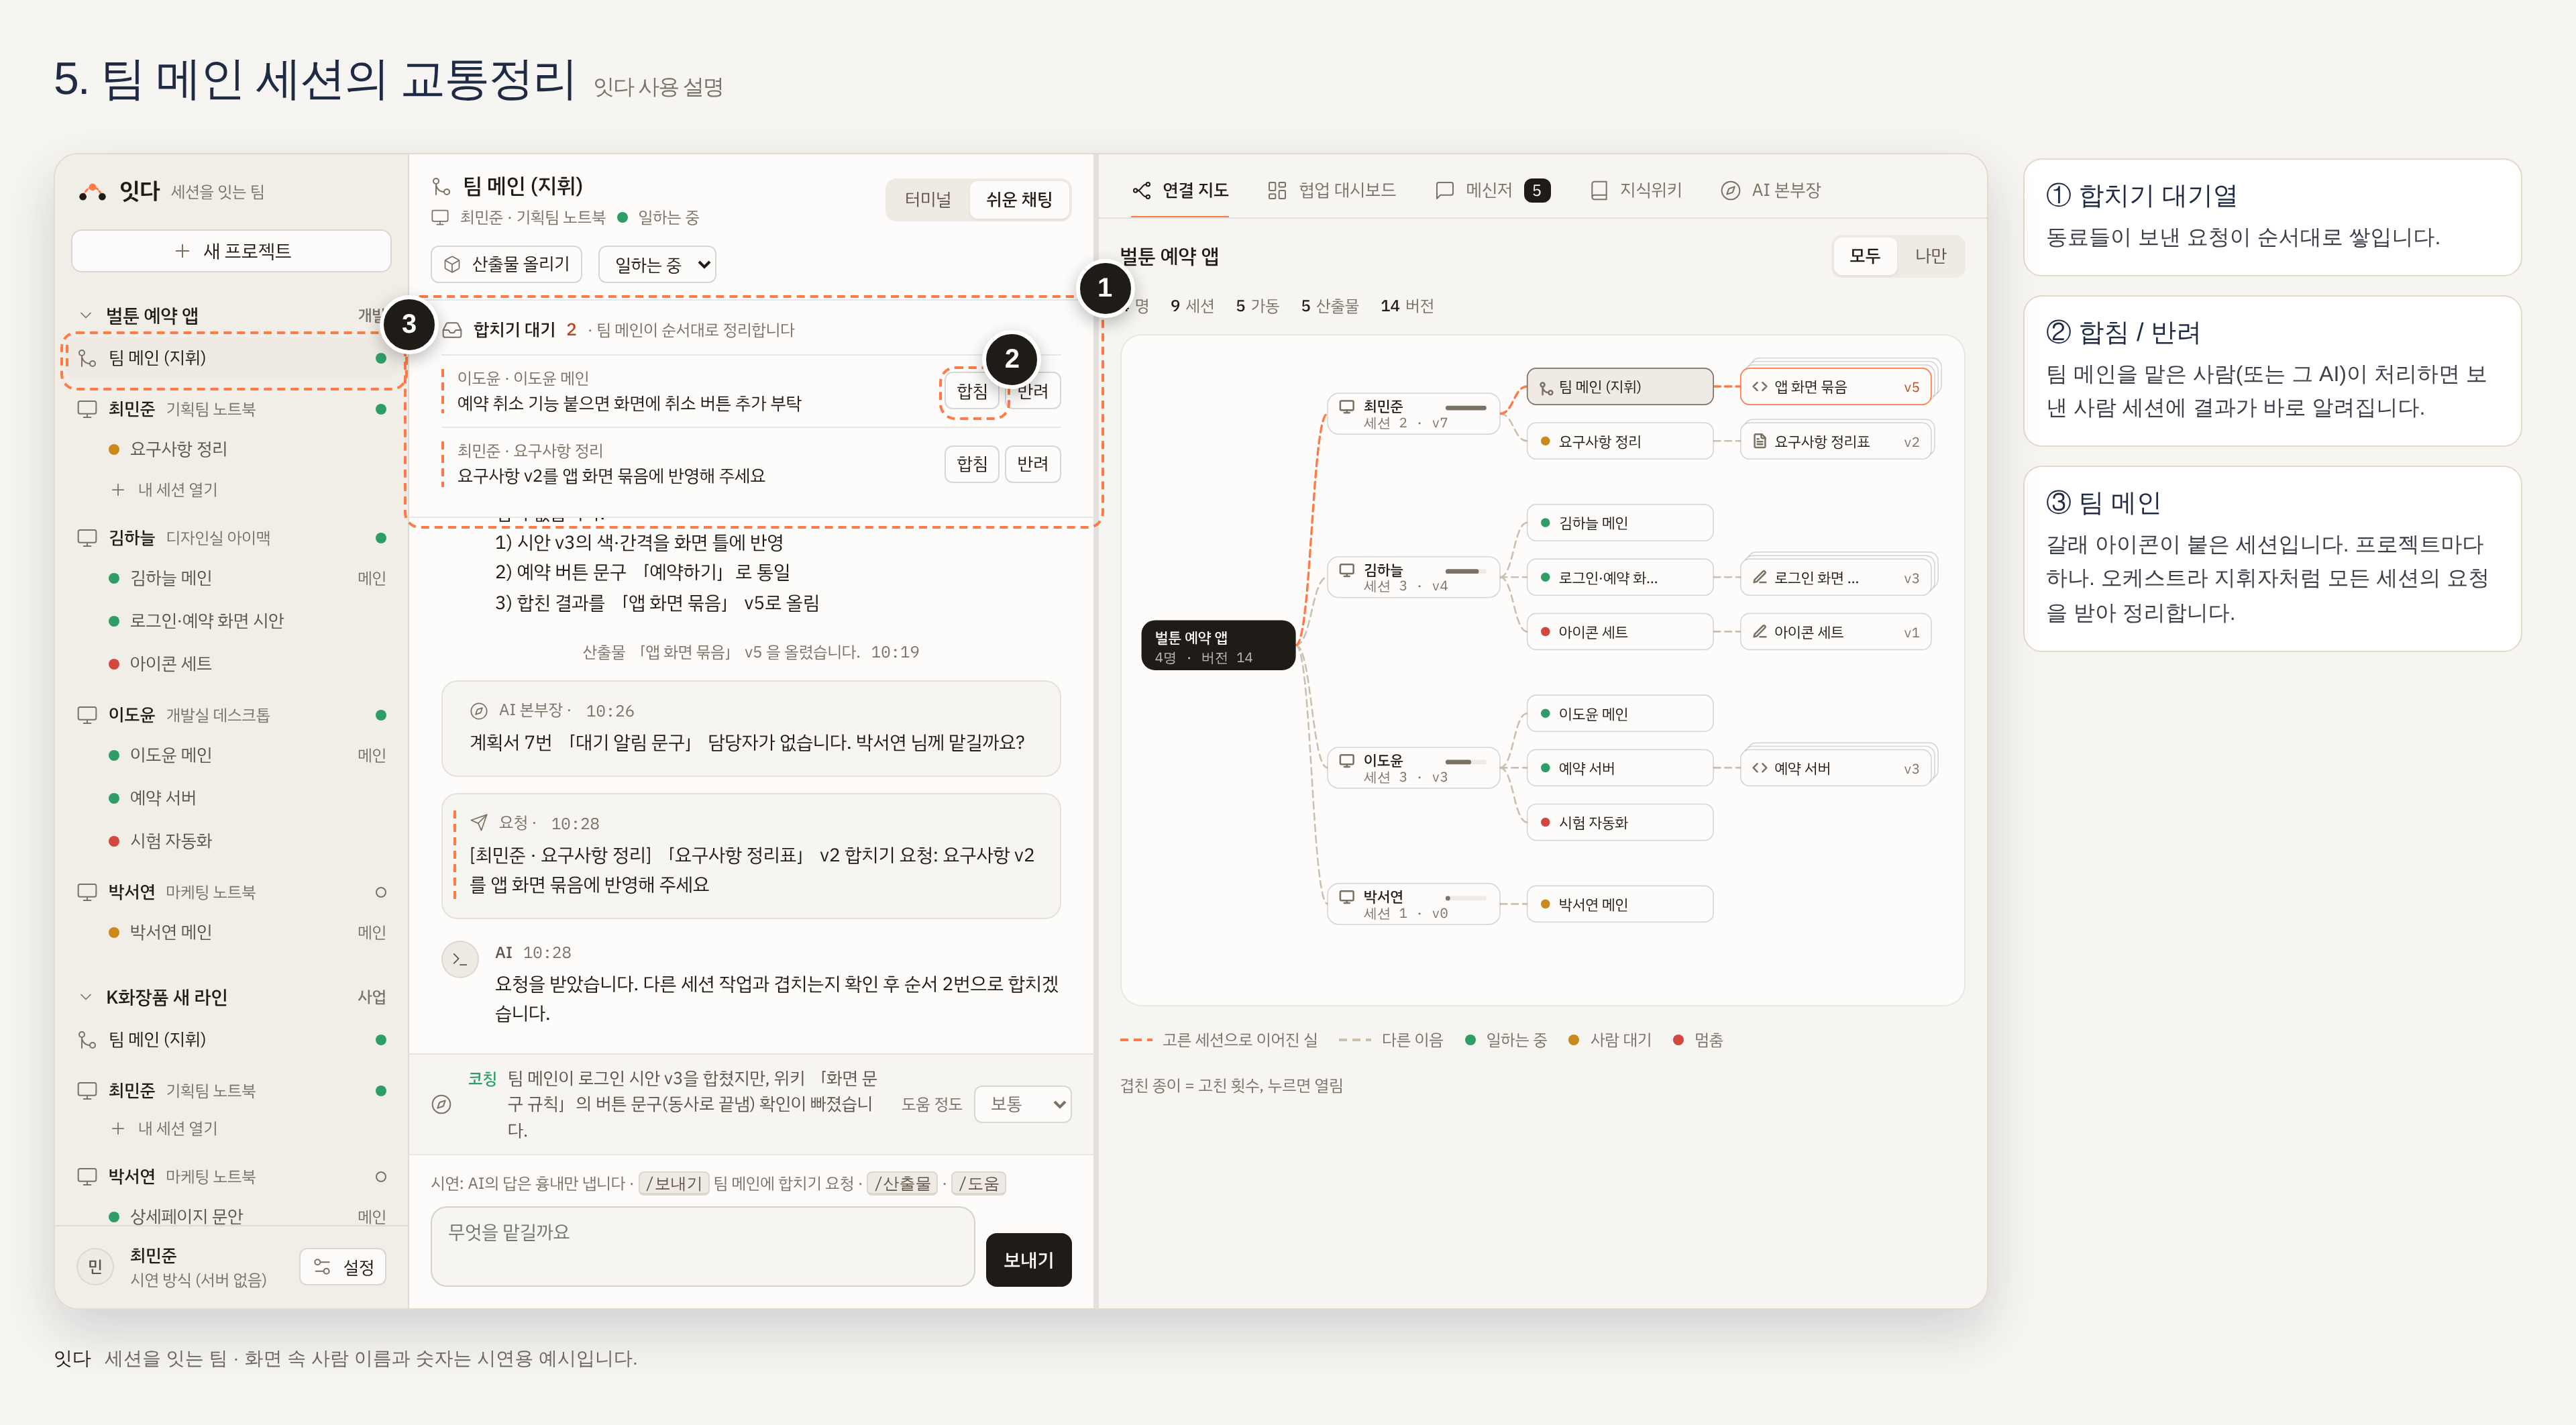 5. 팀 메인 세션의 교통정리 잇다 사용 설명
잇다 세션을 잇는 팀
+ 새 프로젝트
벌툰 예약 앱
팀 메인 (지휘)
최민준 기획팀 노트북
요구사항 정리
+ 내 세션 열기
김하늘 디자인실 아이맥
김하늘 메인 메인
로그인·예약 화면 시안
아이콘 세트
이도윤 개발실 데스크톱
이도윤 메인 메인
예약 서버
시험 자동화
박서연 마케팅 노트북
박서연 메인 메인
K화장품 새 라인 사업
팀 메인 (지휘)
최민준 기획팀 노트북
+ 내 세션 열기
박서연 마케팅 노트북
상세페이지 문안 메인
민 최민준
시연 방식 (서버 없음)
설정
팀 메인 (지휘)
최민준 · 기획팀 노트북 일하는 중
터미널 쉬운 채팅
산출물 올리기 일하는 중
3
1
2
합치기 대기 2 · 팀 메인이 순서대로 정리합니다
이도윤 · 이도윤 메인
예약 취소 기능 붙으면 화면에 취소 버튼 추가 부탁
합침 반려
최민준 · 요구사항 정리
요구사항 v2를 앱 화면 묶음에 반영해 주세요
합침 반려
1) 시안 v3의 색·간격을 화면 틀에 반영
2) 예약 버튼 문구 「예약하기」로 통일
3) 합친 결과를 「앱 화면 묶음」 v5로 올림
산출물 「앱 화면 묶음」 v5 을 올렸습니다. 10:19
AI 본부장 · 10:26
계획서 7번 「대기 알림 문구」 담당자가 없습니다. 박서연 님께 맡길까요?
요청 · 10:28
[최민준 · 요구사항 정리] 「요구사항 정리표」 v2 합치기 요청: 요구사항 v2
를 앱 화면 묶음에 반영해 주세요
AI 10:28
요청을 받았습니다. 다른 세션 작업과 겹치는지 확인 후 순서 2번으로 합치겠
습니다.
코칭 팀 메인이 로그인 시안 v3을 합쳤지만, 위키 「화면 문
구 규칙」의 버튼 문구(동사로 끝냄) 확인이 빠졌습니
다.
도움 정도 보통
시연: AI의 답은 흉내만 냅니다 · /보내기 팀 메인에 합치기 요청 · /산출물 · /도움
무엇을 맡길까요
보내기
연결 지도 협업 대시보드 메신저 5 지식위키 AI 본부장
벌툰 예약 앱
모두 나만
명 9 세션 5 가동 5 산출물 14 버전
벌툰 예약 앱
4명 · 버전 14
최민준
세션 2 · v7
팀 메인 (지휘) 앱 화면 묶음 v5
요구사항 정리 요구사항 정리표 v2
김하늘
세션 3 · v4
김하늘 메인
로그인·예약 화... 로그인 화면 ... v3
아이콘 세트 아이콘 세트 v1
이도윤
세션 3 · v3
이도윤 메인
예약 서버 예약 서버 v3
시험 자동화
박서연
세션 1 · v0
박서연 메인
고른 세션으로 이어진 실 다른 이음 일하는 중 사람 대기 멈춤
겹친 종이 = 고친 횟수, 누르면 열림
① 합치기 대기열
동료들이 보낸 요청이 순서대로 쌓입니다.
② 합침 / 반려
팀 메인을 맡은 사람(또는 그 AI)이 처리하면 보
낸 사람 세션에 결과가 바로 알려집니다.
③ 팀 메인
갈래 아이콘이 붙은 세션입니다. 프로젝트마다
하나. 오케스트라 지휘자처럼 모든 세션의 요청
을 받아 정리합니다.
잇다 세션을 잇는 팀 · 화면 속 사람 이름과 숫자는 시연용 예시입니다.